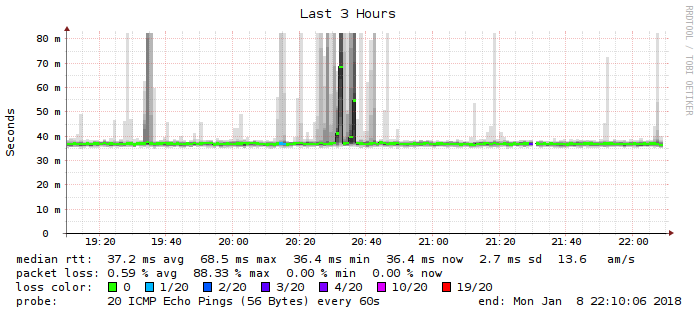 Last 3 Hours
RRDTOOL / TOBI OETIKER
Seconds
80 m
70 m
60 m
50 m
40 m
30 m
20 m
10 m
0
19:20 19:40 20:00 20:20 20:40 21:00 21:20 21:40 22:00
median rtt: 37.2 ms avg 68.5 ms max 36.4 ms min 36.4 ms now 2.7 ms sd 13.6 am/s
packet loss: 0.59 % avg 88.33 % max 0.00 % min 0.00 % now
loss color: 0 1/20 2/20 3/20 4/20 10/20 19/20
probe: 20 ICMP Echo Pings (56 Bytes) every 60s end: Mon Jan 8 22:10:06 2018